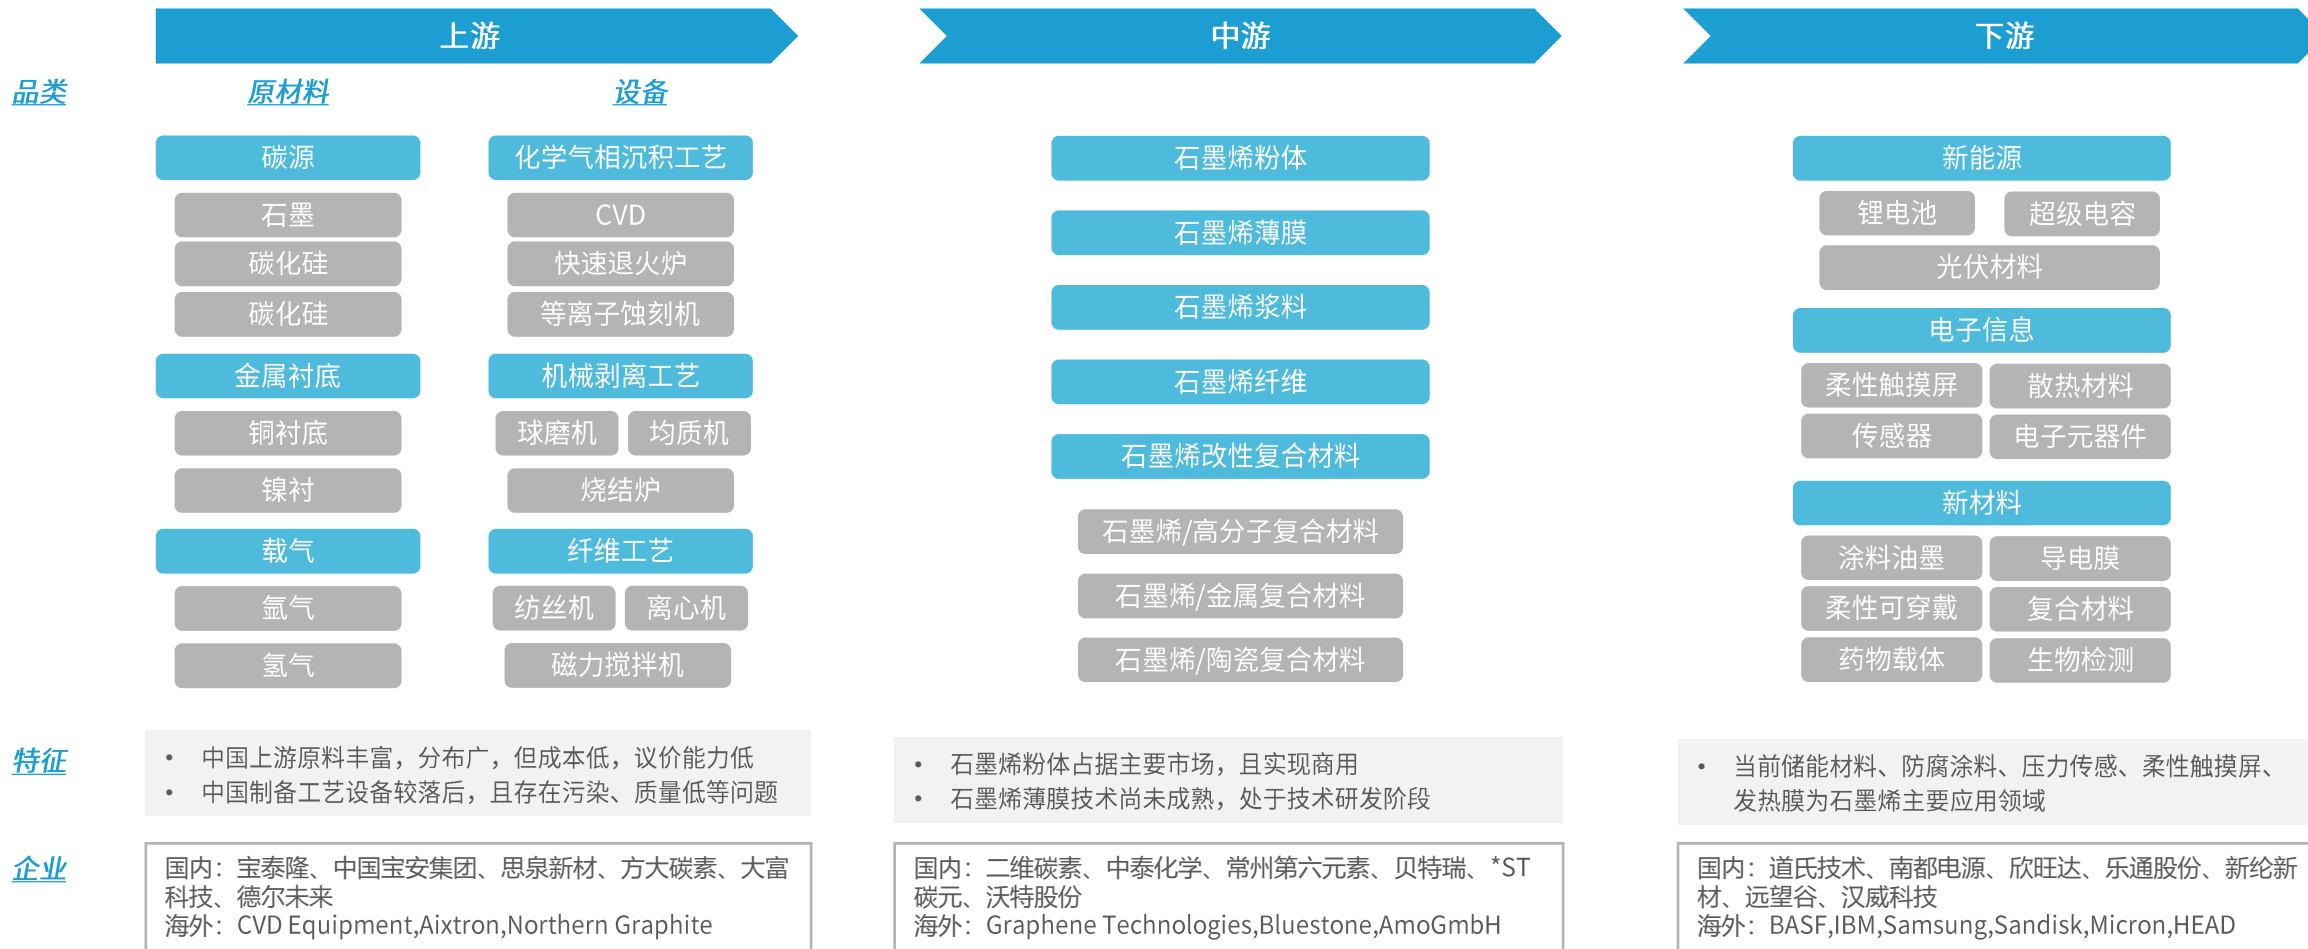 上游
中游
下游
品类
原材料
设备
碳源
石墨
碳化硅
碳化硅
金属衬底
铜衬底
镍衬
载气
氩气
氢气
化学气相沉积工艺
CVD
快速退火炉
等离子蚀刻机
机械剥离工艺
球磨机
均质机
烧结炉
纤维工艺
纺丝机
离心机
磁力搅拌机
石墨烯粉体
石墨烯薄膜
石墨烯浆料
石墨烯纤维
石墨烯改性复合材料
石墨烯/高分子复合材料
石墨烯/金属复合材料
石墨烯/陶瓷复合材料
新能源
锂电池
超级电容
光伏材料
电子信息
柔性触摸屏
散热材料
传感器
电子元器件
新材料
涂料油墨
导电膜
柔性可穿戴
复合材料
药物载体
生物检测
特征
• 中国上游原料丰富，分布广，但成本低，议价能力低
• 中国制备工艺设备较落后，且存在污染、质量低等问题
• 石墨烯粉体占据主要市场，且实现商用
• 石墨烯薄膜技术尚未成熟，处于技术研发阶段
• 当前储能材料、防腐涂料、压力传感、柔性触摸屏、
发热膜为石墨烯主要应用领域
企业
国内：宝泰隆、中国宝安集团、思泉新材、方大碳素、大富
科技、德尔未来
海外：CVD Equipment,Aixtron,Northern Graphite
国内：二维碳素、中泰化学、常州第六元素、贝特瑞、*ST
碳元、沃特股份
海外：Graphene Technologies,Bluestone,AmoGmbH
国内：道氏技术、南都电源、欣旺达、乐通股份、新纶新
材、远望谷、汉威科技
海外：BASF,IBM,Samsung,Sandisk,Micron,HEAD